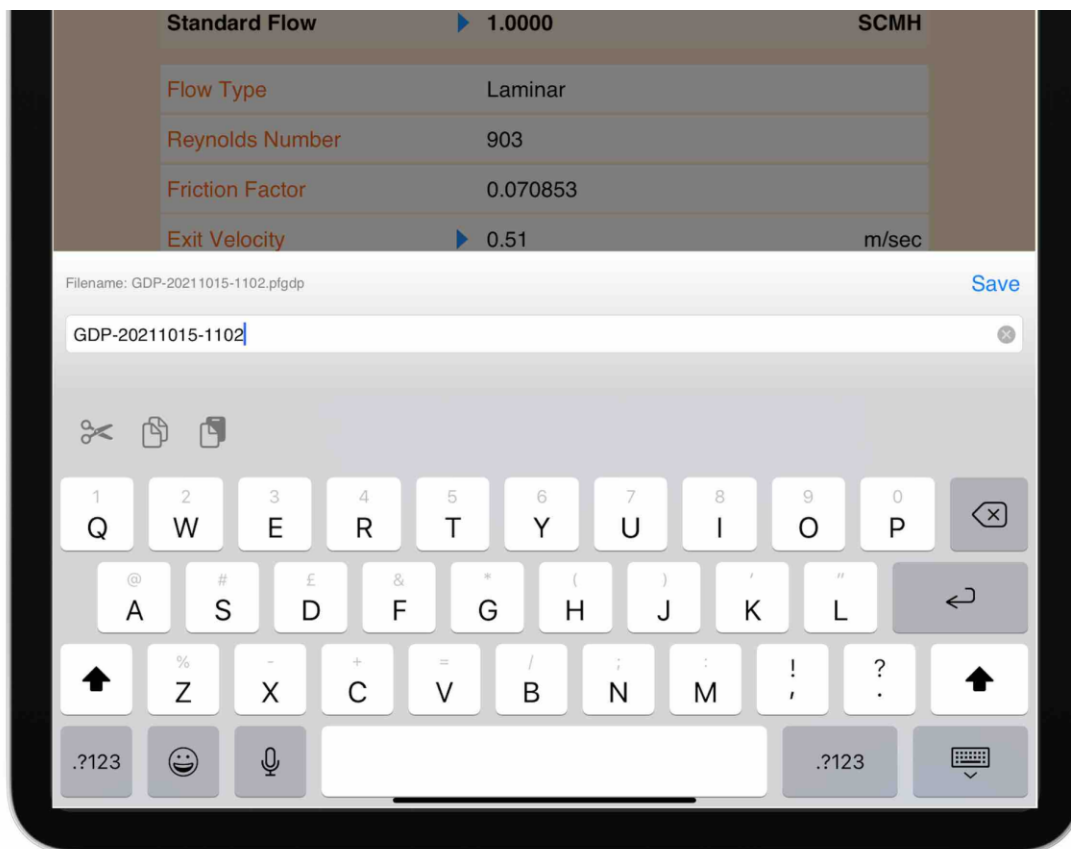 Standard Flow 1.0000 SCMH
Flow Type Laminar
Reynolds Number 903
Friction Factor 0.070853
Exit Velocity 0.51 m/sec
Filename: GDP-20211015-1102.pfgdp Save
GDP-20211015-1102
1 2 3 4 5 6 7 8 9 0
Q W E R T Y U I O P
@ # £ & * ( ) ' "
A S D F G H J K L
% - + = / ; : ! ?
Z X C V B N M , .
.?123 .?123